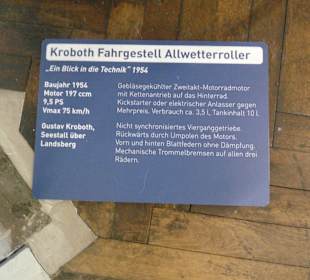 Kroboth Fahrgestell Allwetterroller
„Ein Blick in die Technik" 1954
Baujahr 1954
Motor 197 ccm
9,5 PS
Vmax 75 km/h
Gustav Kroboth,
Seestall über
Landsberg
Gebläsegekühlter Zweitakt-Motorradmotor
mit Kettenantrieb auf das Hinterrad.
Kickstarter oder elektrischer Anlasser gegen
Mehrpreis. Verbrauch ca. 3,5 l, Tankinhalt 10 l.
Nicht synchronisiertes Vierganggetriebe.
Rückwärts durch Umpolen des Motors.
Vorn und hinten Blattfedern ohne Dämpfung.
Mechanische Trommelbremsen auf allen drei
Rädern.